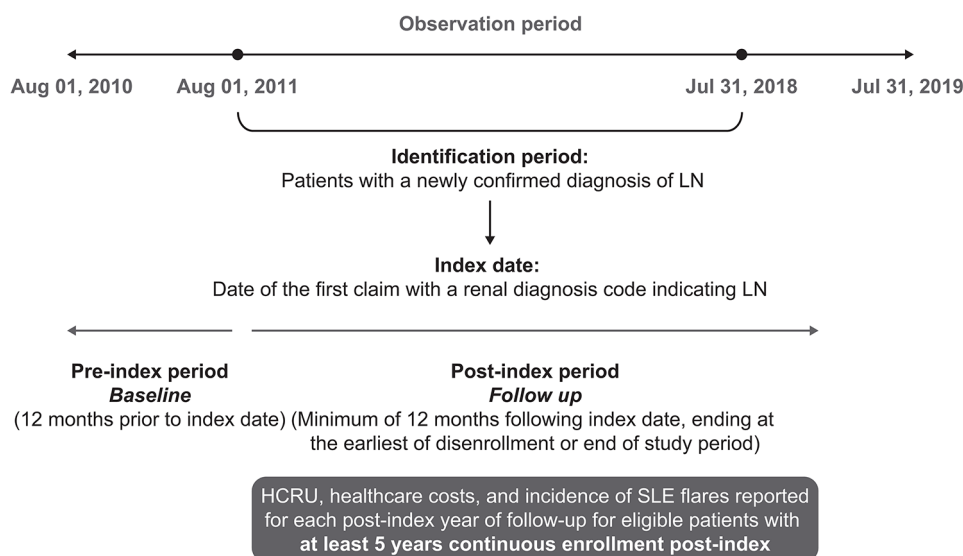 Observation period
Aug 01, 2010 Aug 01, 2011 Jul 31, 2018 Jul 31, 2019
Identification period:
Patients with a newly confirmed diagnosis of LN
Index date:
Date of the first claim with a renal diagnosis code indicating LN
Pre-index period
Baseline
(12 months prior to index date)
Post-index period
Follow up
(Minimum of 12 months following index date, ending at
the earliest of disenrollment or end of study period)
HCRU, healthcare costs, and incidence of SLE flares reported
for each post-index year of follow-up for eligible patients with
at least 5 years continuous enrollment post-index